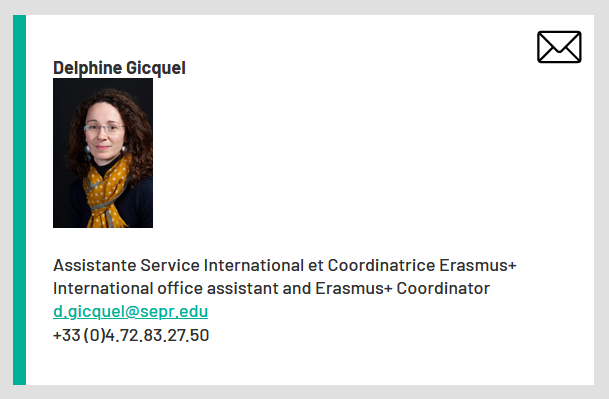 Delphine Gicquel
Assistante Service International et Coordinatrice Erasmus+
International office assistant and Erasmus+ Coordinator
d.gicquel@sepr.edu
+33 (0)4.72.83.27.50